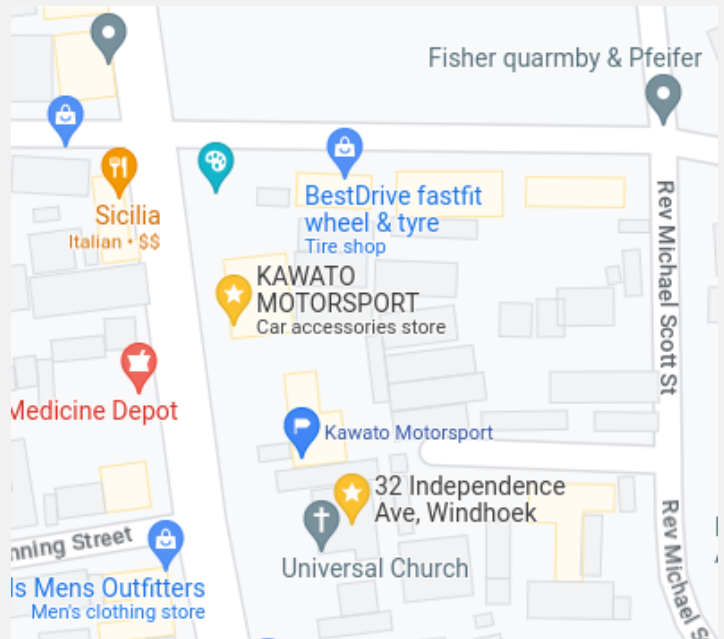 Fisher quarmby & Pfeifer
Sicilia
Italian • $$
BestDrive fastfit
wheel & tyre
Tire shop
Rev Michael Scott St
KAWATO
MOTORSPORT
Car accessories store
Medicine Depot
Kawato Motorsport
32 Independence
Ave, Windhoek
Universal Church
nning Street
ls Mens Outfitters
Men's clothing store
Rev Michael S